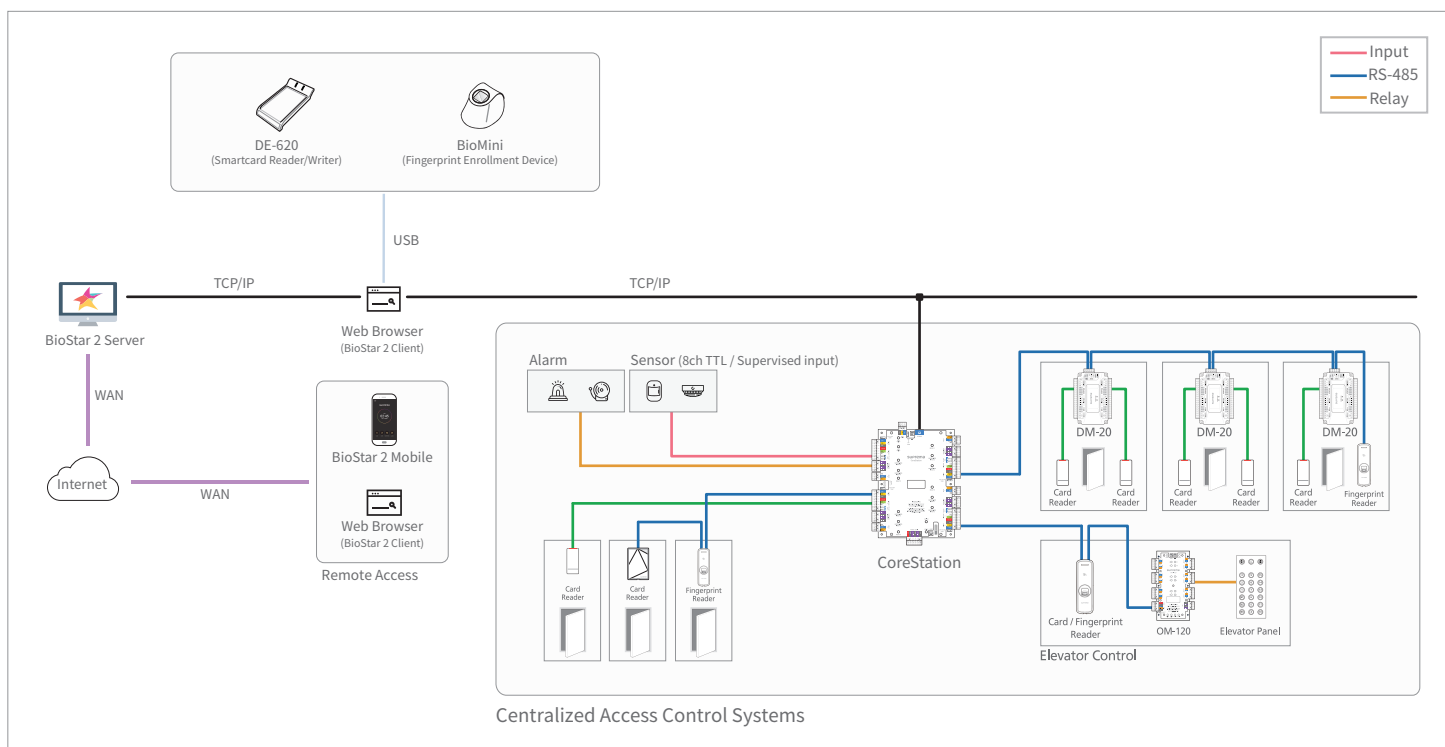 Input
RS-485
Relay
DE-620
(Smartcard Reader/Writer)
BioMini
(Fingerprint Enrollment Device)
USB
TCP/IP
TCP/IP
BioStar 2 Server
Web Browser
(BioStar 2 Client)
WAN
Internet
WAN
BioStar 2 Mobile
Web Browser
(BioStar 2 Client)
Remote Access
Alarm
Sensor (8ch TTL / Supervised input)
CoreStation
DM-20
Card
Reader
Card
Reader
DM-20
Card
Reader
Card
Reader
DM-20
Card
Reader
Fingerprint
Reader
Card
Reader
Card
Reader
Fingerprint
Reader
Card / Fingerprint
Reader
OM-120
Elevator Panel
Elevator Control
Centralized Access Control Systems